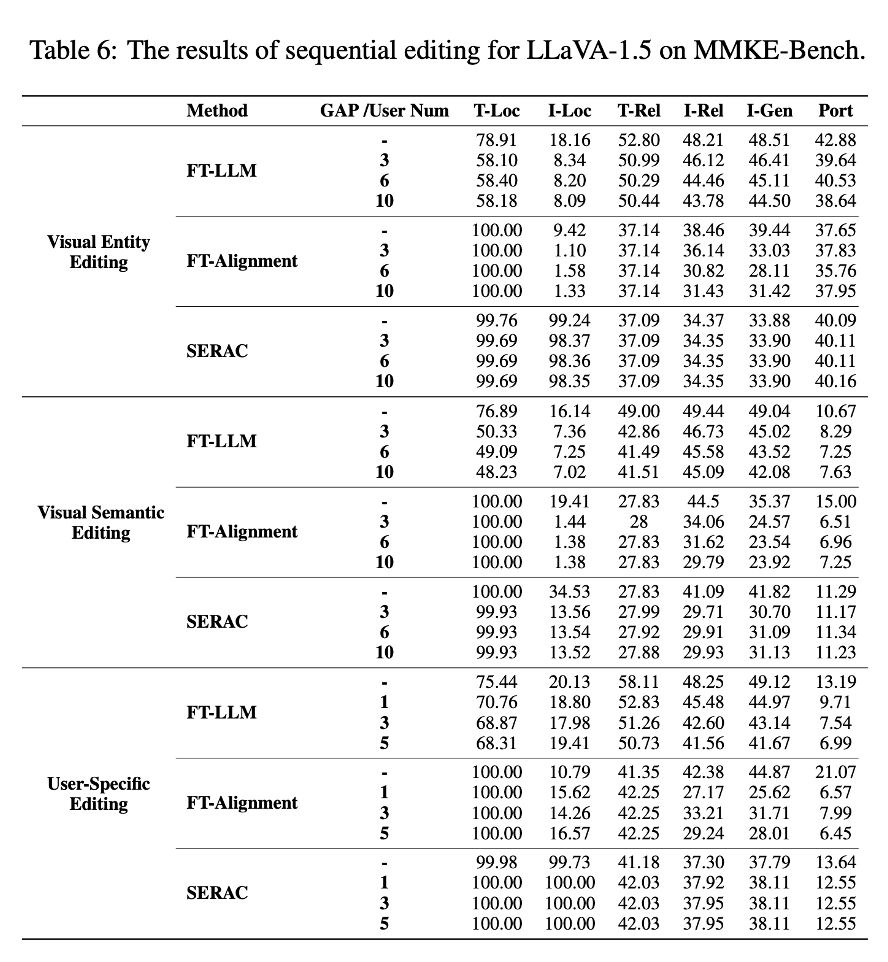 Table 6: The results of sequential editing for LLaVA-1.5 on MMKE-Bench.
Method GAP /User Num T-Loc I-Loc T-Rel I-Rel I-Gen Port
Visual Entity Editing
FT-LLM
- 78.91 18.16 52.80 48.21 48.51 42.88
3 58.10 8.34 50.99 46.12 46.41 39.64
6 58.40 8.20 50.29 44.46 45.11 40.53
10 58.18 8.09 50.44 43.78 44.50 38.64
FT-Alignment
- 100.00 9.42 37.14 38.46 39.44 37.65
3 100.00 1.10 37.14 36.14 33.03 37.83
6 100.00 1.58 37.14 30.82 28.11 35.76
10 100.00 1.33 37.14 31.43 31.42 37.95
SERAC
- 99.76 99.24 37.09 34.37 33.88 40.09
3 99.69 98.37 37.09 34.35 33.90 40.11
6 99.69 98.36 37.09 34.35 33.90 40.11
10 99.69 98.35 37.09 34.35 33.90 40.16
Visual Semantic Editing
FT-LLM
- 76.89 16.14 49.00 49.44 49.04 10.67
3 50.33 7.36 42.86 46.73 45.02 8.29
6 49.09 7.25 41.49 45.58 43.52 7.25
10 48.23 7.02 41.51 45.09 42.08 7.63
FT-Alignment
- 100.00 19.41 27.83 44.5 35.37 15.00
3 100.00 1.44 28 34.06 24.57 6.51
6 100.00 1.38 27.83 31.62 23.54 6.96
10 100.00 1.38 27.83 29.79 23.92 7.25
SERAC
- 100.00 34.53 27.83 41.09 41.82 11.29
3 99.93 13.56 27.99 29.71 30.70 11.17
6 99.93 13.54 27.92 29.91 31.09 11.34
10 99.93 13.52 27.88 29.93 31.13 11.23
User-Specific Editing
FT-LLM
- 75.44 20.13 58.11 48.25 49.12 13.19
1 70.76 18.80 52.83 45.48 44.97 9.71
3 68.87 17.98 51.26 42.60 43.14 7.54
5 68.31 19.41 50.73 41.56 41.67 6.99
FT-Alignment
- 100.00 10.79 41.35 42.38 44.87 21.07
1 100.00 15.62 42.25 27.17 25.62 6.57
3 100.00 14.26 42.25 33.21 31.71 7.99
5 100.00 16.57 42.25 29.24 28.01 6.45
SERAC
- 99.98 99.73 41.18 37.30 37.79 13.64
1 100.00 100.00 42.03 37.92 38.11 12.55
3 100.00 100.00 42.03 37.95 38.11 12.55
5 100.00 100.00 42.03 37.95 38.11 12.55